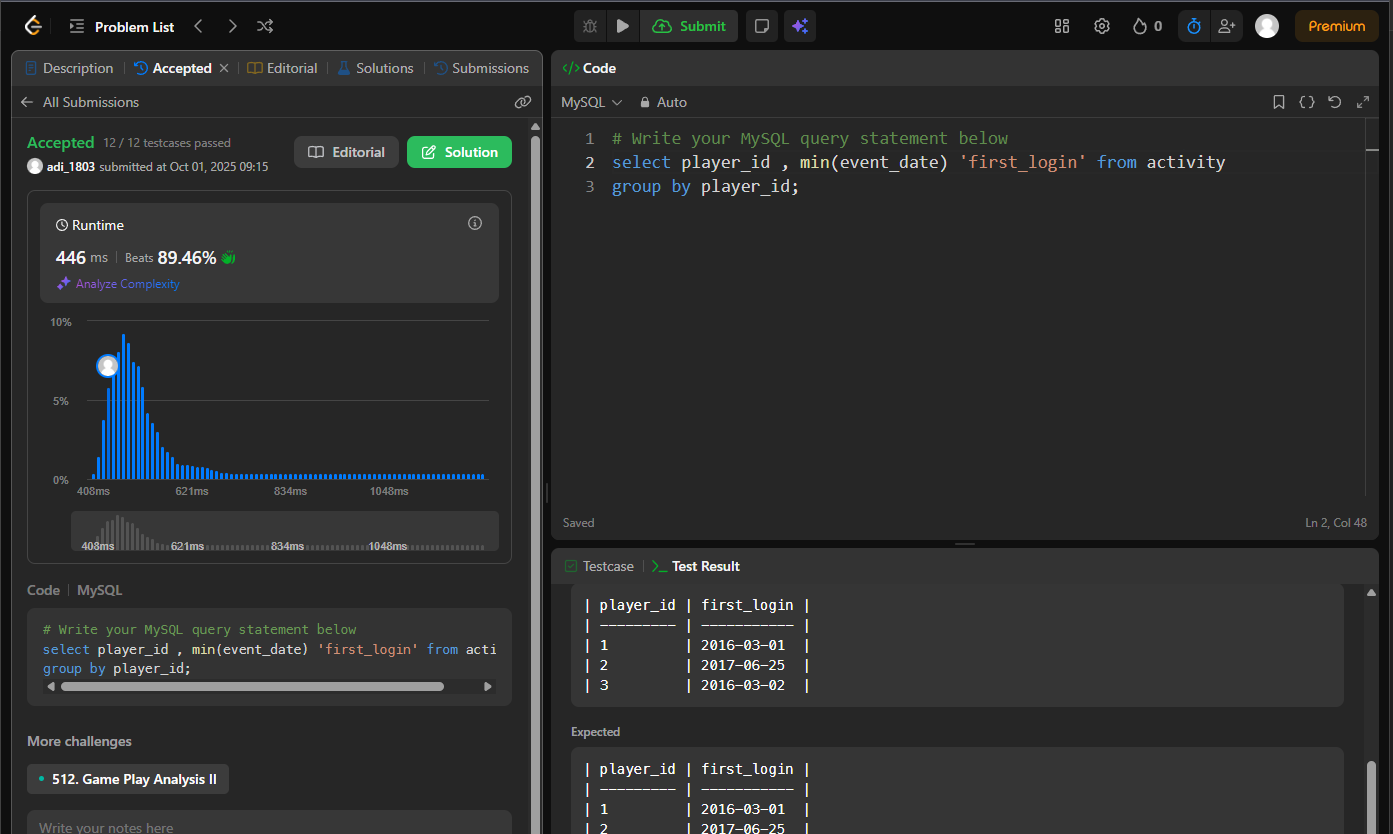 Problem List
Submit
0
Premium
Description
Accepted
Editorial
Solutions
Submissions
All Submissions
Accepted 12 / 12 testcases passed
adi_1803 submitted at Oct 01, 2025 09:15
Editorial
Solution
Runtime
446 ms Beats 89.46%
Analyze Complexity
10%
5%
0%
408ms 621ms 834ms 1048ms
408ms 621ms 834ms 1048ms
Code | MySQL
# Write your MySQL query statement below
select player_id , min(event_date) 'first_login' from acti
group by player_id;
More challenges
512. Game Play Analysis II
Write your notes here
</> Code
MySQL Auto
1 # Write your MySQL query statement below
2 select player_id , min(event_date) 'first_login' from activity
3 group by player_id;
Saved
Ln 2, Col 48
Testcase
>_ Test Result
| player_id | first_login |
| --------- | ----------- |
| 1 | 2016-03-01 |
| 2 | 2017-06-25 |
| 3 | 2016-03-02 |
Expected
| player_id | first_login |
| --------- | ----------- |
| 1 | 2016-03-01 |
| 2 | 2017-06-25 |